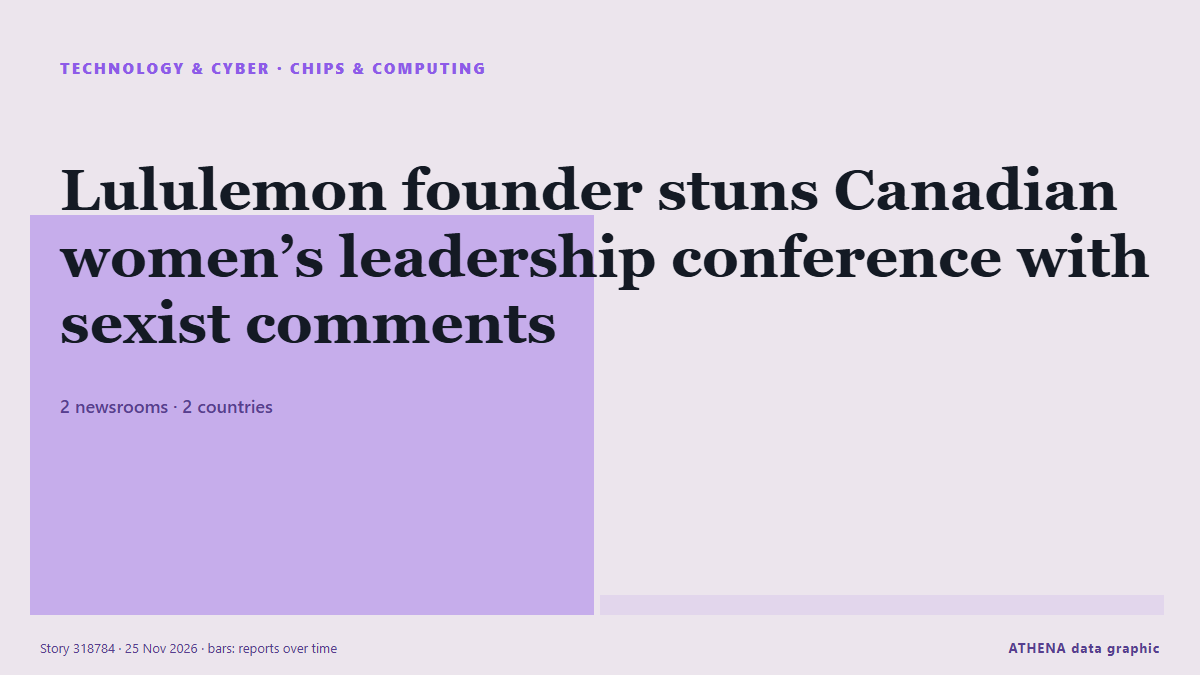 TECHNOLOGY & CYBER · CHIPS & COMPUTING
Lululemon founder stuns Canadian
women’s leadership conference with
sexist comments
2 newsrooms · 2 countries
Story 318784 · 25 Nov 2026 · bars: reports over time
ATHENA data graphic